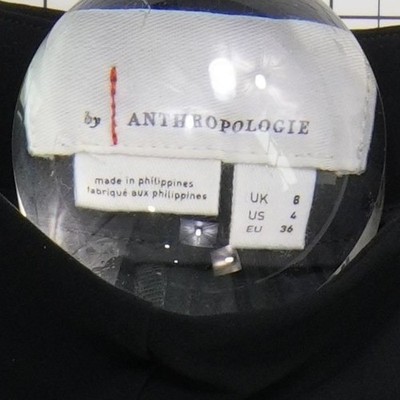 by ANTHROPOLOGIE
made in philippines
fabriqué aux philippines
UK 8
US 4
EU 36